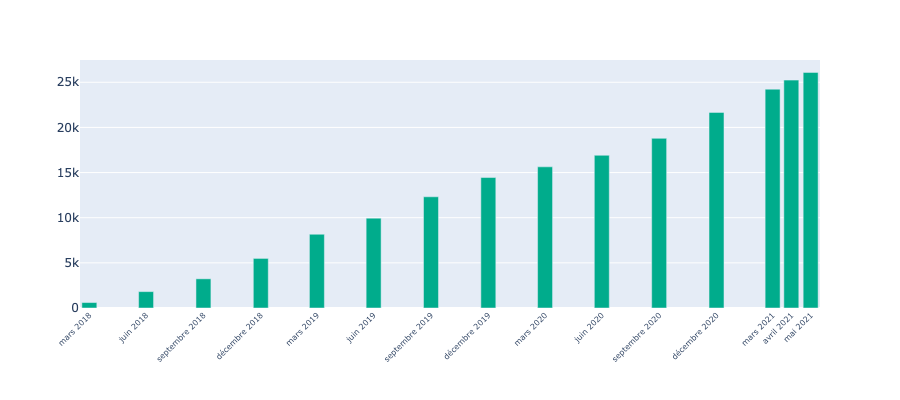 25k
20k
15k
10k
5k
0
mars 2018
juin 2018
septembre 2018
décembre 2018
mars 2019
juin 2019
septembre 2019
décembre 2019
mars 2020
juin 2020
septembre 2020
décembre 2020
mars 2021
avril 2021
mai 2021